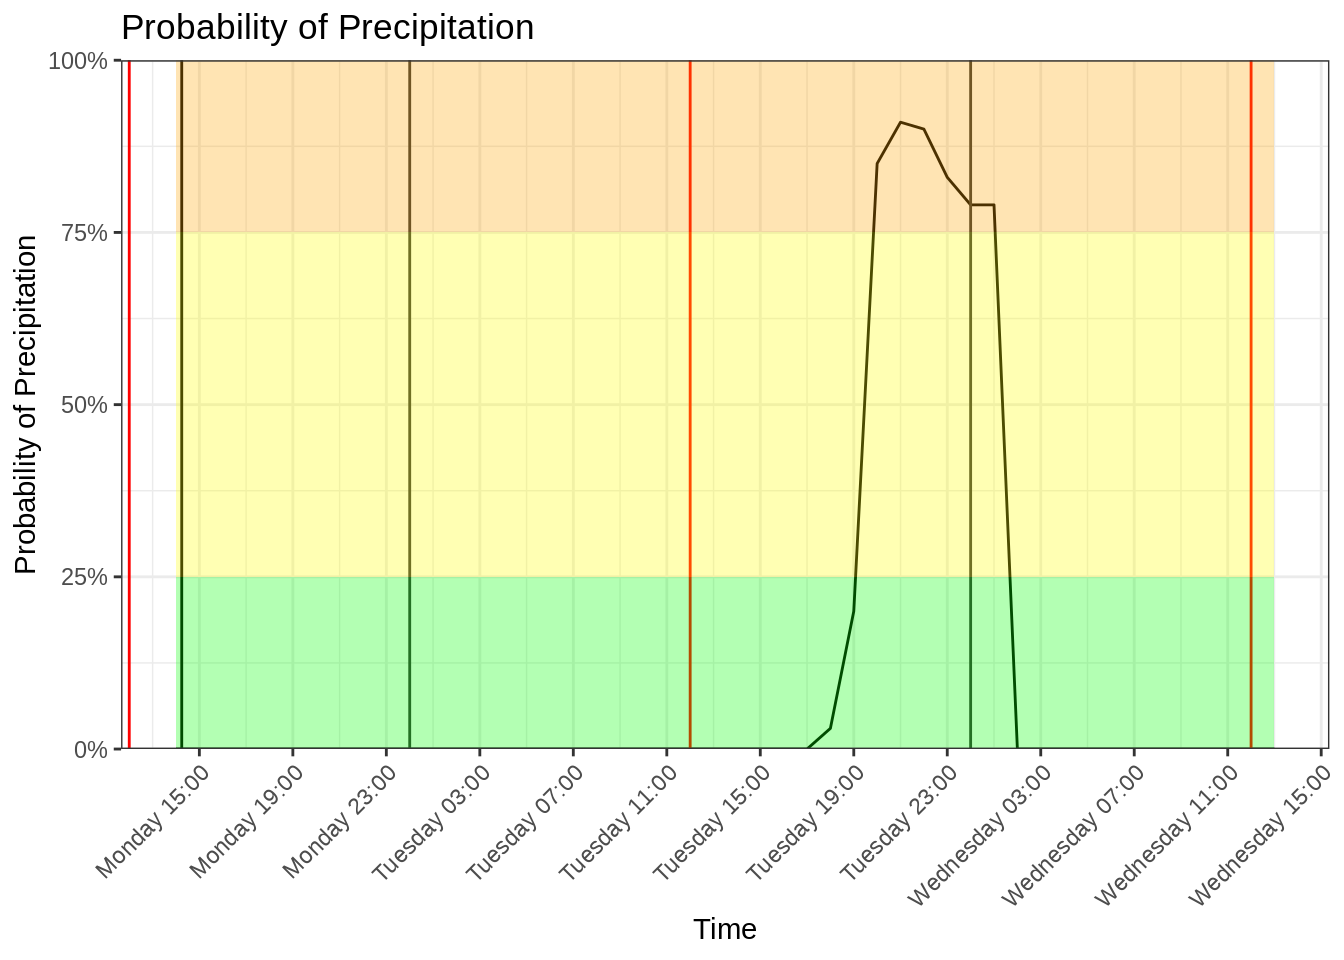 Probability of Precipitation
Probability of Precipitation
100%
75%
50%
25%
0%
Monday 15:00
Monday 19:00
Monday 23:00
Tuesday 03:00
Tuesday 07:00
Tuesday 11:00
Tuesday 15:00
Tuesday 19:00
Tuesday 23:00
Wednesday 03:00
Wednesday 07:00
Wednesday 11:00
Wednesday 15:00
Time